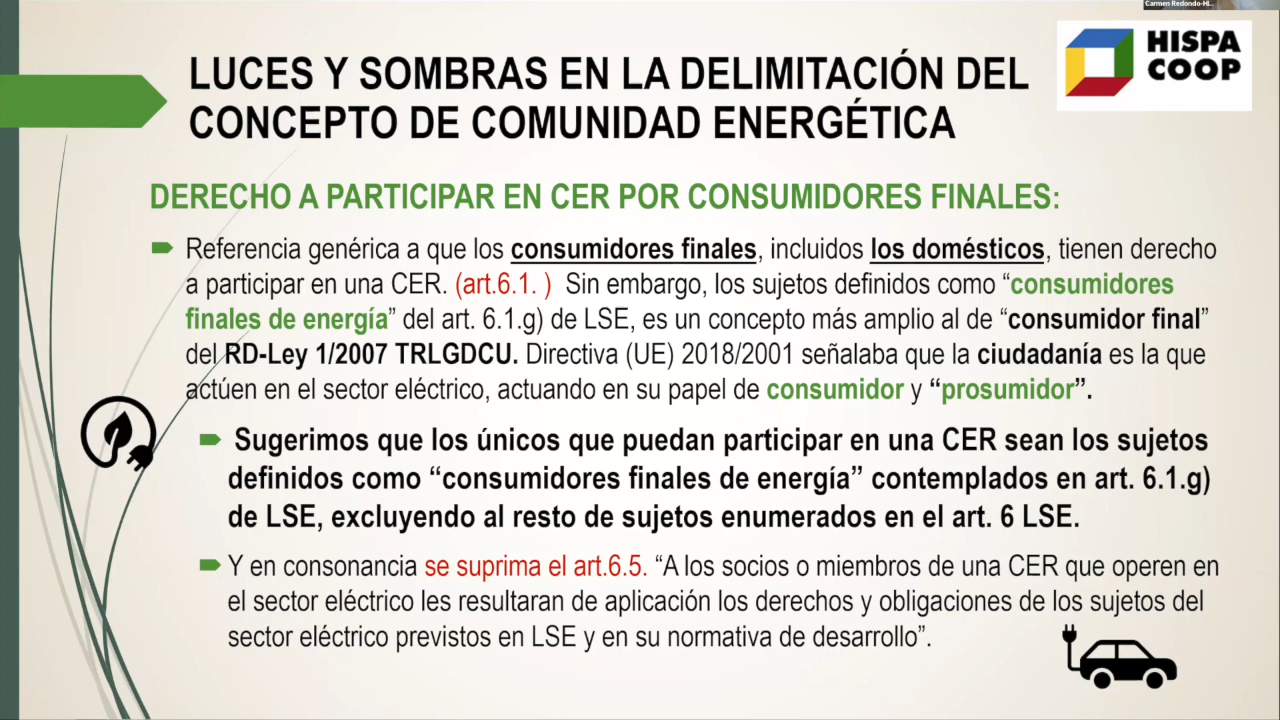 Carmen Redondo-HI...
HISPA
COOP
LUCES Y SOMBRAS EN LA DELIMITACIÓN DEL
CONCEPTO DE COMUNIDAD ENERGÉTICA
DERECHO A PARTICIPAR EN CER POR CONSUMIDORES FINALES:
Referencia genérica a que los consumidores finales, incluidos los domésticos, tienen derecho
a participar en una CER. (art.6.1. ) Sin embargo, los sujetos definidos como “consumidores
finales de energía” del art. 6.1.g) de LSE, es un concepto más amplio al de “consumidor final”
del RD-Ley 1/2007 TRLGDCU. Directiva (UE) 2018/2001 señalaba que la ciudadanía es la que
actúen en el sector eléctrico, actuando en su papel de consumidor y “prosumidor”.
Sugerimos que los únicos que puedan participar en una CER sean los sujetos
definidos como “consumidores finales de energía” contemplados en art. 6.1.g)
de LSE, excluyendo al resto de sujetos enumerados en el art. 6 LSE.
Y en consonancia se suprima el art.6.5. “A los socios o miembros de una CER que operen en
el sector eléctrico les resultaran de aplicación los derechos y obligaciones de los sujetos del
sector eléctrico previstos en LSE y en su normativa de desarrollo”.